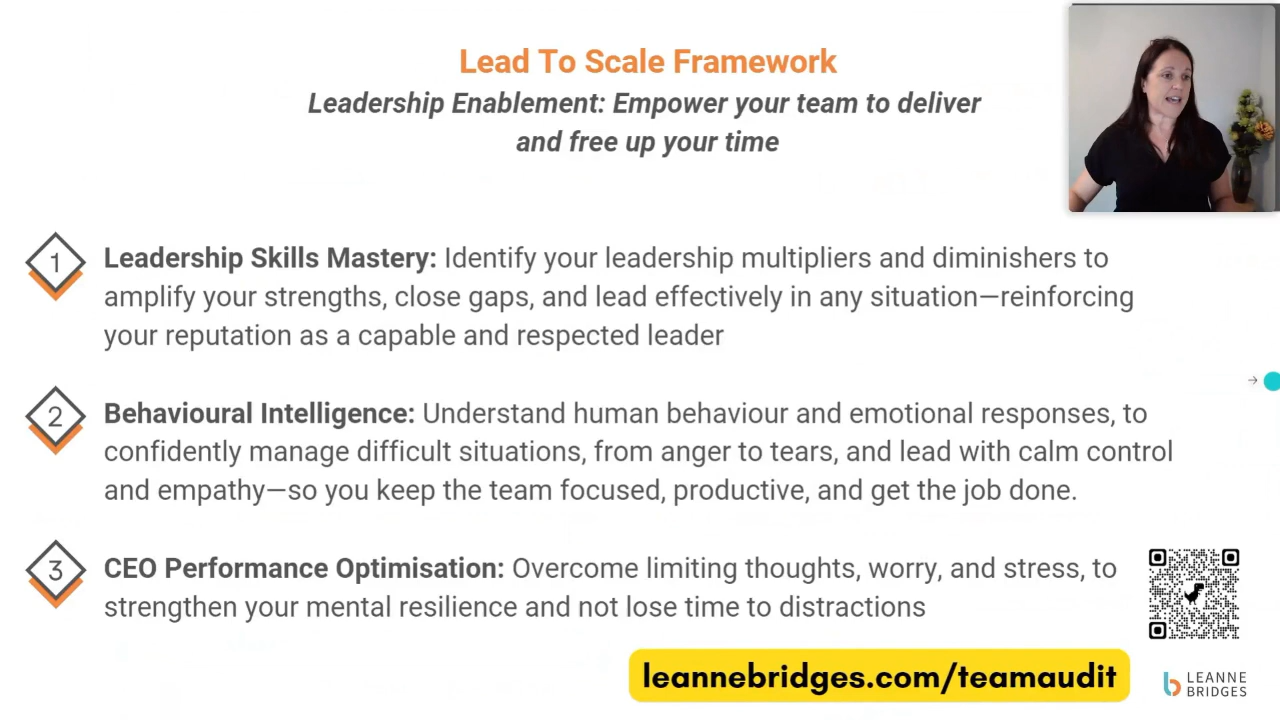 Lead To Scale Framework
Leadership Enablement: Empower your team to deliver
and free up your time
1
Leadership Skills Mastery: Identify your leadership multipliers and diminishers to
amplify your strengths, close gaps, and lead effectively in any situation—reinforcing
your reputation as a capable and respected leader
2
Behavioural Intelligence: Understand human behaviour and emotional responses, to
confidently manage difficult situations, from anger to tears, and lead with calm control
and empathy—so you keep the team focused, productive, and get the job done.
3
CEO Performance Optimisation: Overcome limiting thoughts, worry, and stress, to
strengthen your mental resilience and not lose time to distractions
leannebridges.com/teamaudit
LEANNE
BRIDGES